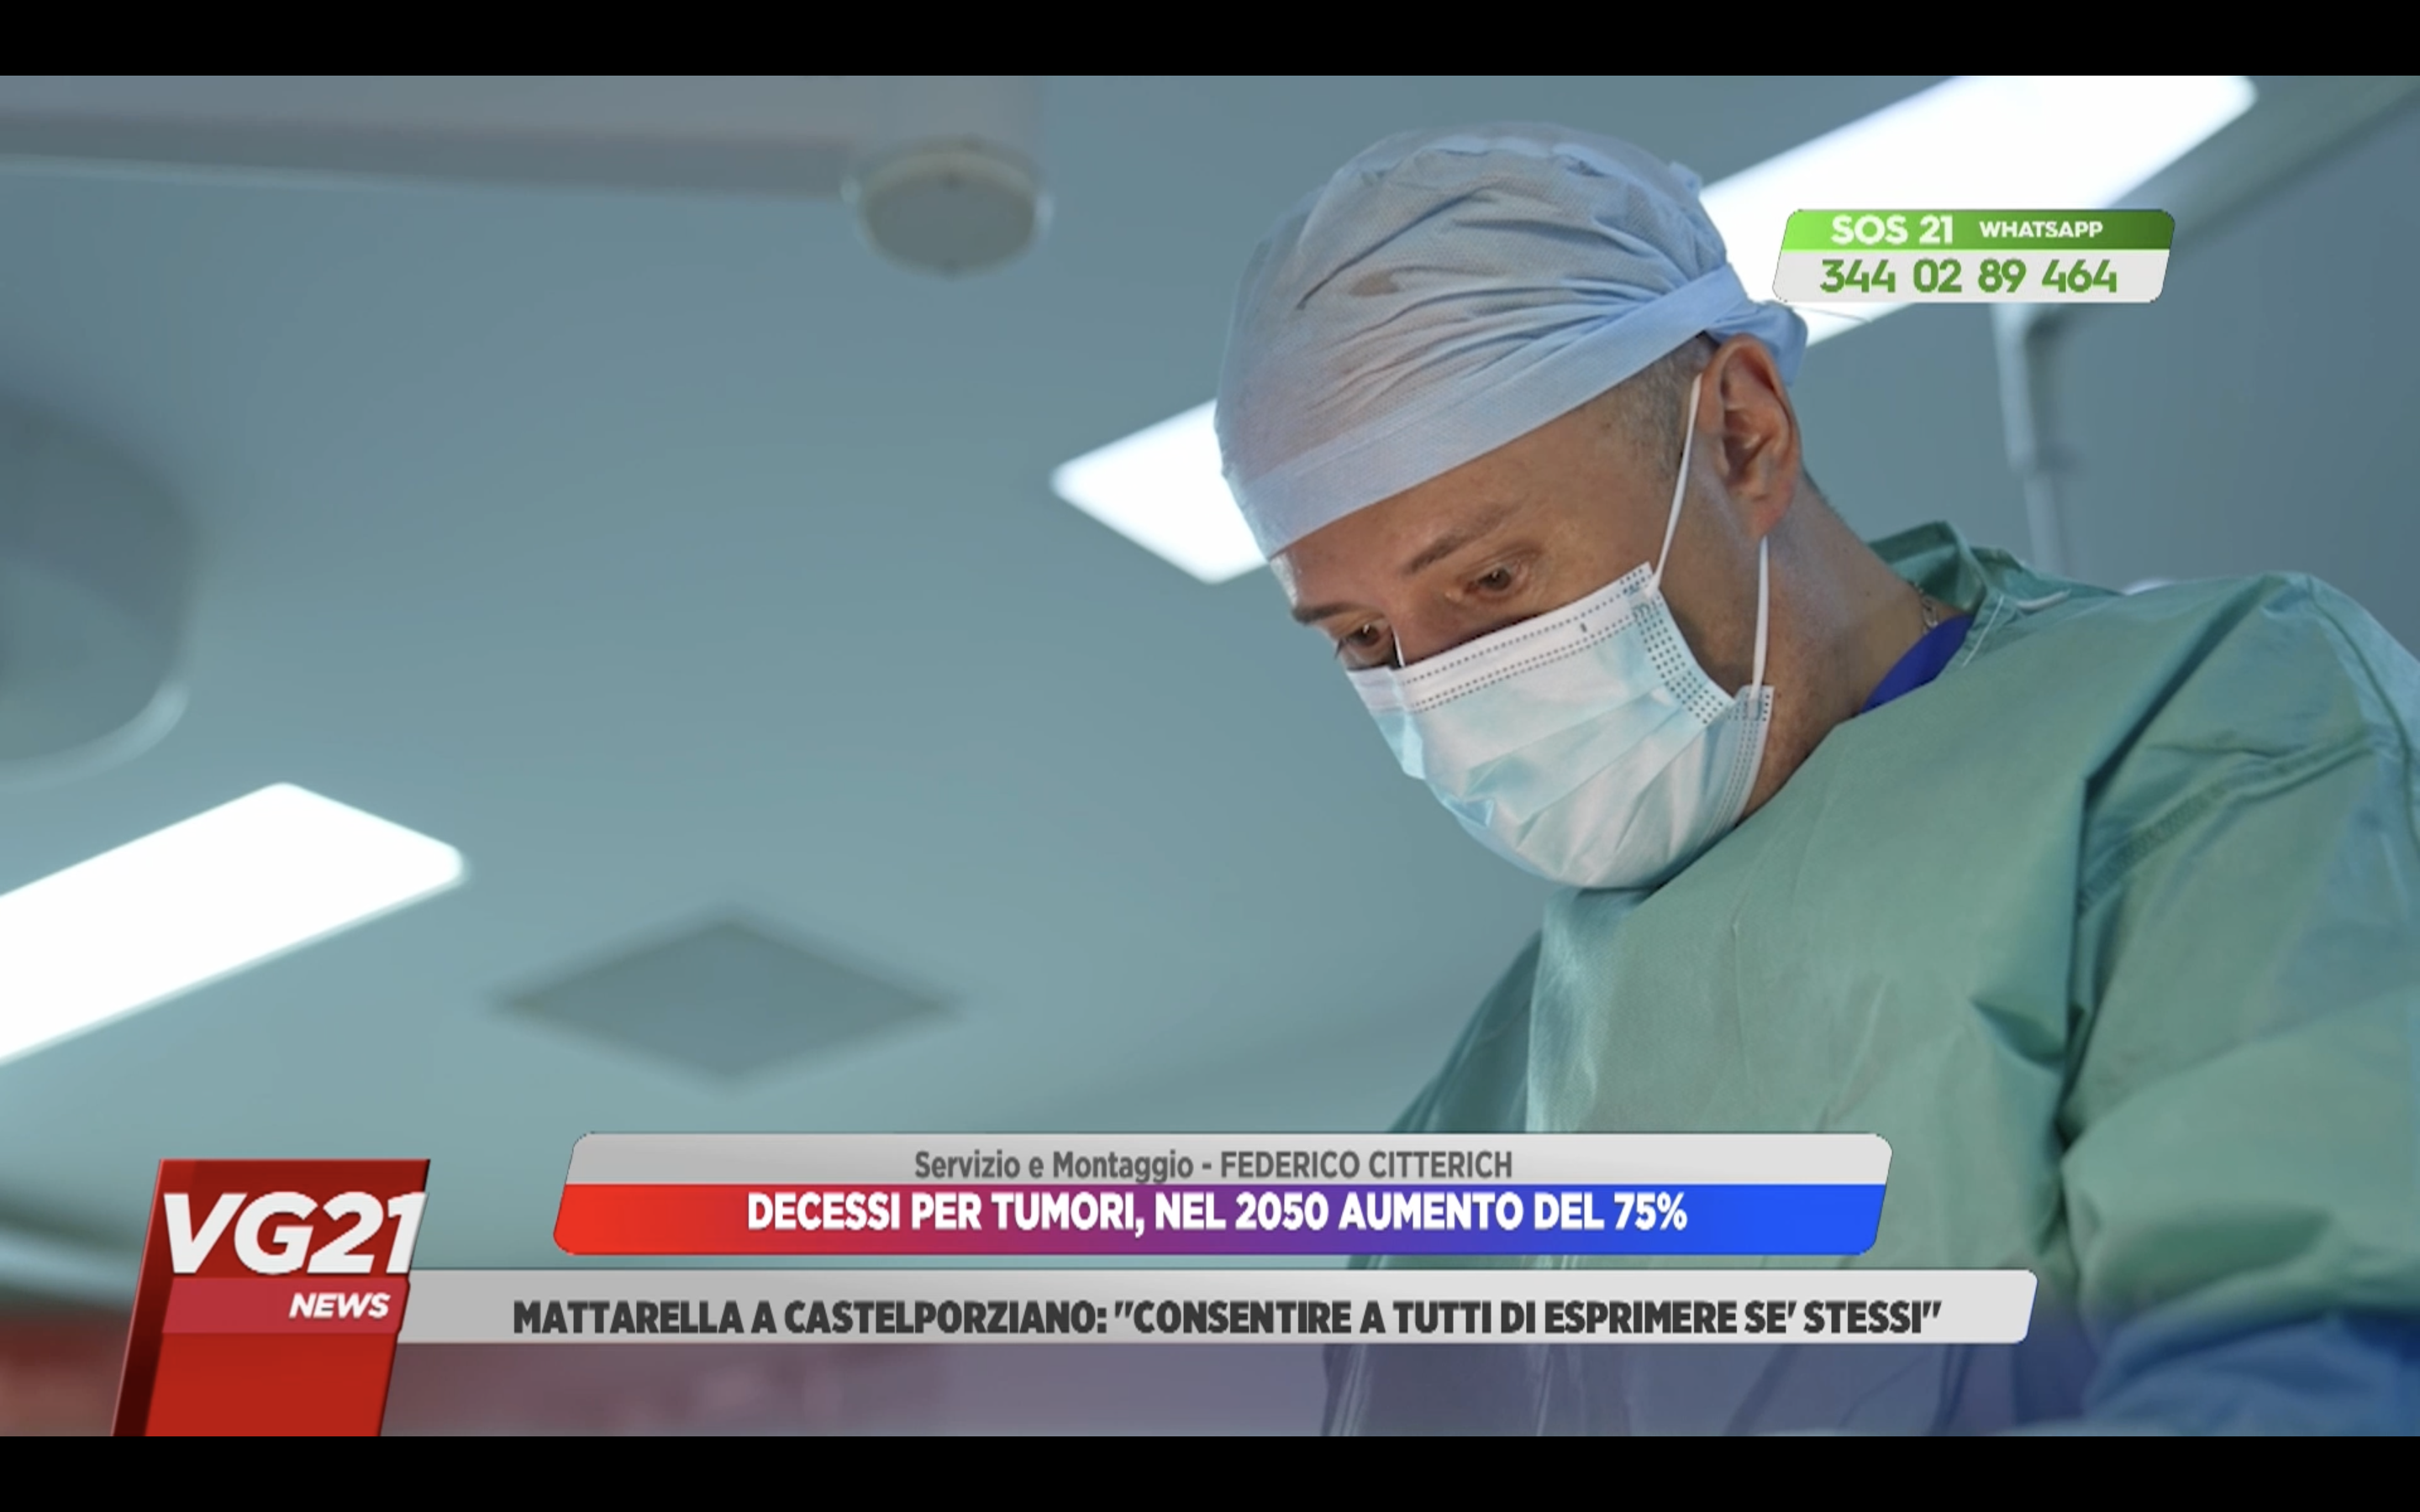 SOS 21 WHATSAPP
344 02 89 464
Servizio e Montaggio - FEDERICO CITTERICH
DECESSI PER TUMORI, NEL 2050 AUMENTO DEL 75%
VG21
NEWS
MATTARELLA A CASTELPORZIANO: "CONSENTIRE A TUTTI DI ESPRIMERE SE' STESSI"